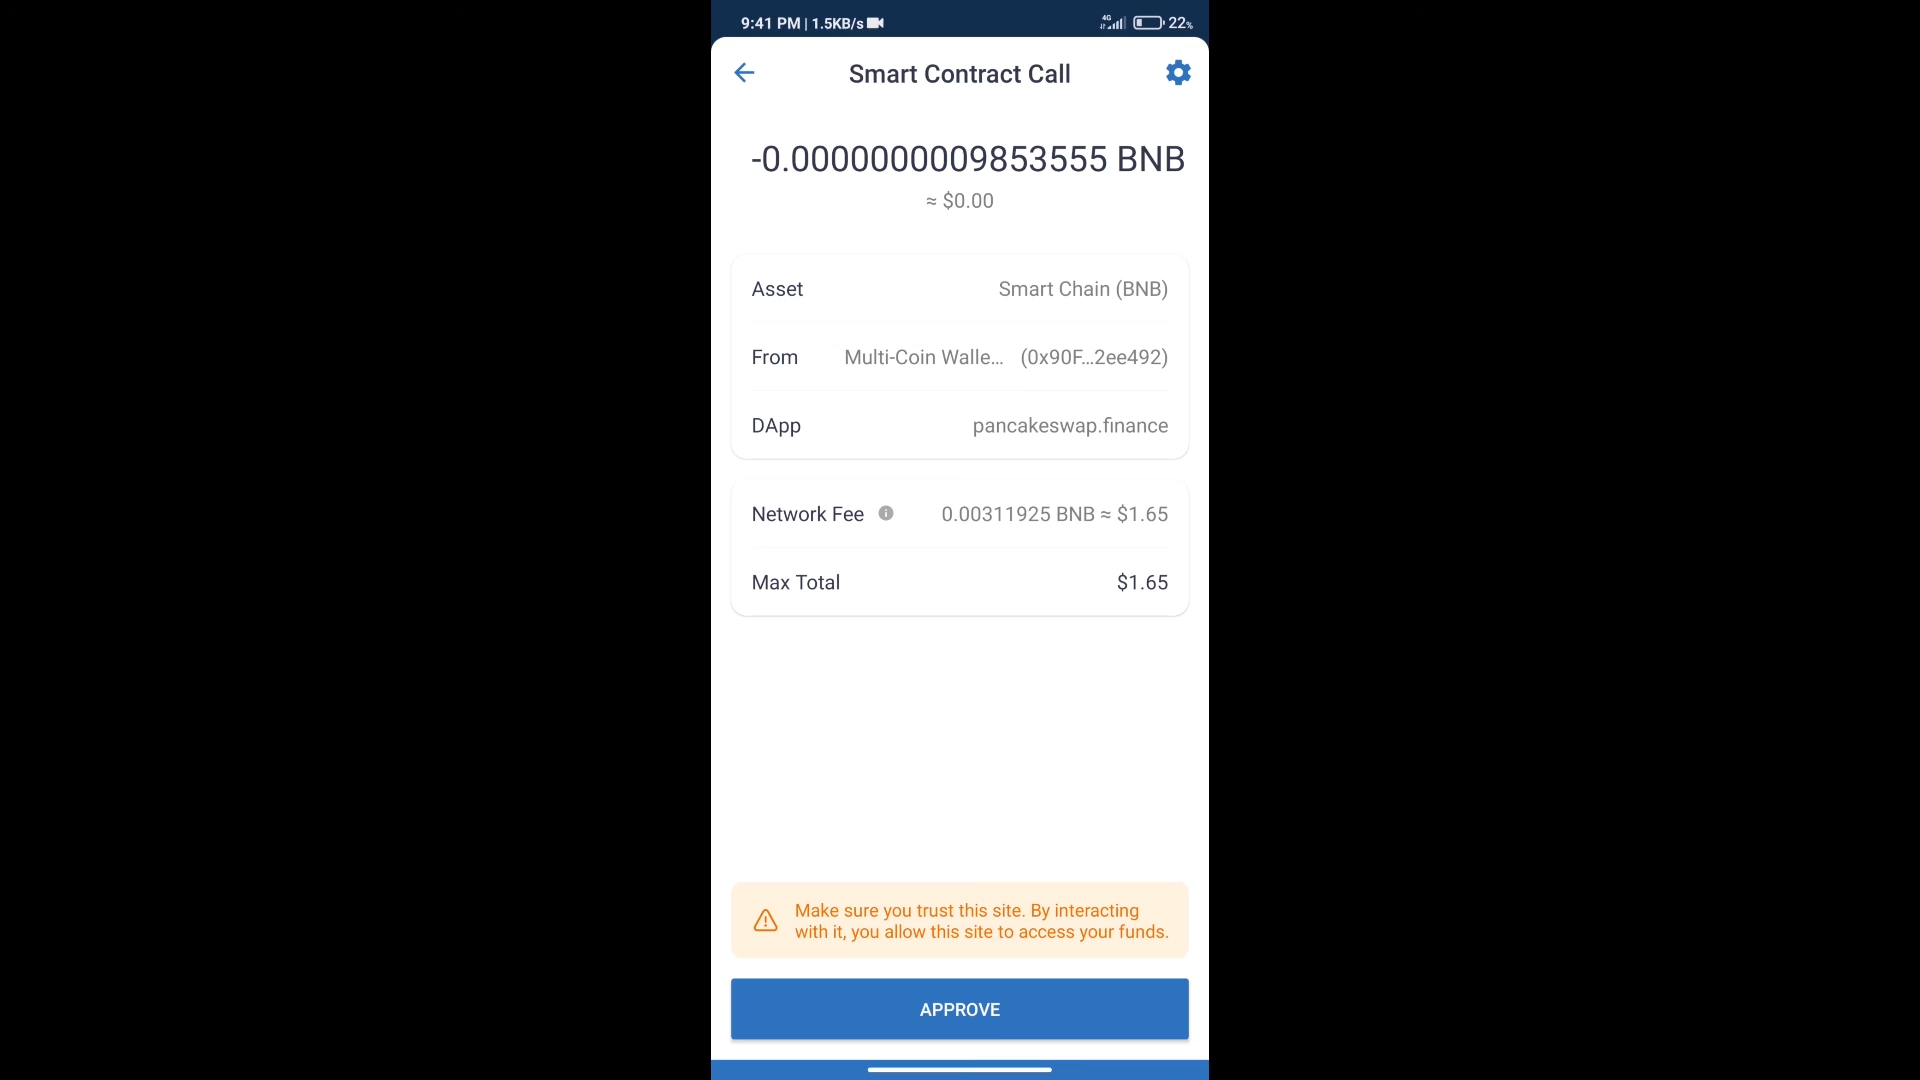 9:41 PM | 1.5KB/s 4G 22%
Smart Contract Call
-0.0000000009853555 BNB
≈ $0.00
Asset Smart Chain (BNB)
From Multi-Coin Walle... (0x90F...2ee492)
DApp pancakeswap.finance
Network Fee 0.00311925 BNB ≈ $1.65
Max Total $1.65
Make sure you trust this site. By interacting
with it, you allow this site to access your funds.
APPROVE